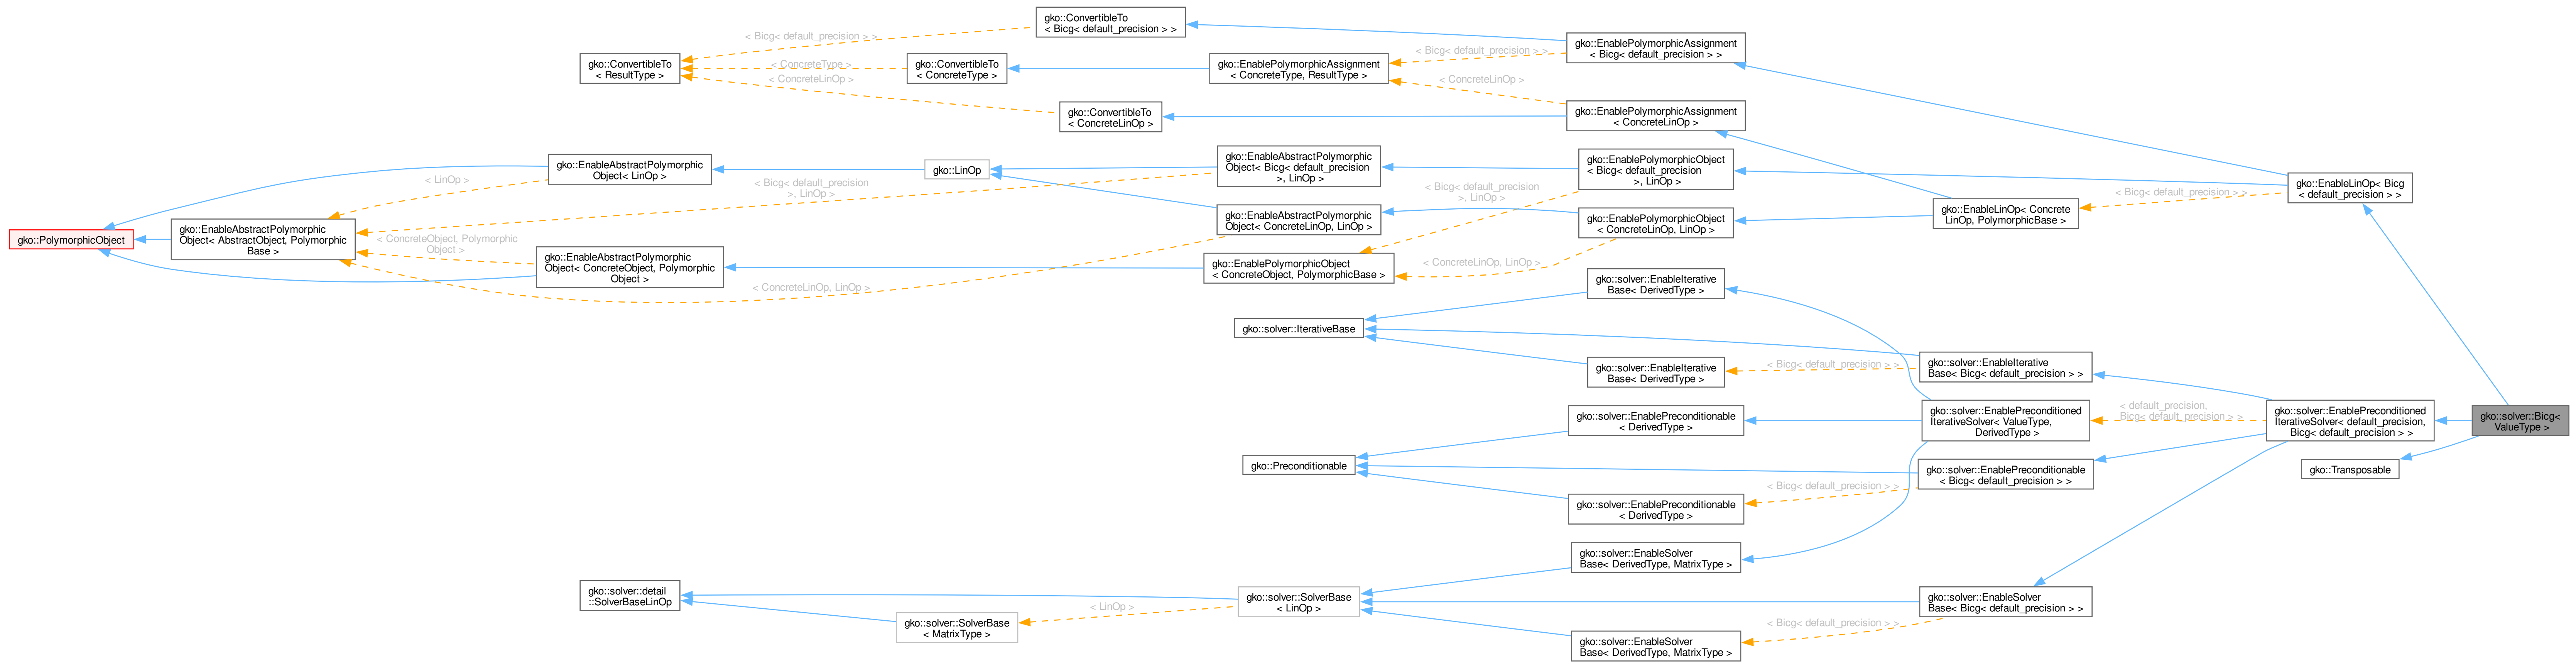 gko::ConvertibleTo
< Bicg< default_precision > >
< Bicg< default_precision > >
gko::ConvertibleTo
< ResultType >
< ConcreteType >
< ConcreteLinOp >
gko::ConvertibleTo
< ConcreteType >
gko::EnablePolymorphicAssignment
< ConcreteType, ResultType >
< Bicg< default_precision > >
gko::EnablePolymorphicAssignment
< Bicg< default_precision > >
< ConcreteLinOp >
gko::ConvertibleTo
< ConcreteLinOp >
gko::EnablePolymorphicAssignment
< ConcreteLinOp >
gko::EnableAbstractPolymorphic
Object< LinOp >
gko::LinOp
gko::EnableAbstractPolymorphic
Object< Bicg< default_precision
>, LinOp >
gko::EnablePolymorphicObject
< Bicg< default_precision
>, LinOp >
gko::EnableLinOp< Bicg
< default_precision > >
< LinOp >
< Bicg< default_precision
>, LinOp >
< Bicg< default_precision
>, LinOp >
< Bicg< default_precision > >
gko::PolymorphicObject
gko::EnableAbstractPolymorphic
Object< AbstractObject, Polymorphic
Base >
< ConcreteObject, Polymorphic
Object >
gko::EnableAbstractPolymorphic
Object< ConcreteLinOp, LinOp >
gko::EnablePolymorphicObject
< ConcreteLinOp, LinOp >
gko::EnableLinOp< Concrete
LinOp, PolymorphicBase >
gko::EnableAbstractPolymorphic
Object< ConcreteObject, Polymorphic
Object >
< ConcreteLinOp, LinOp >
gko::EnablePolymorphicObject
< ConcreteObject, PolymorphicBase >
< ConcreteLinOp, LinOp >
gko::solver::EnableIterative
Base< DerivedType >
gko::solver::IterativeBase
gko::solver::EnableIterative
Base< DerivedType >
< Bicg< default_precision > >
gko::solver::EnableIterative
Base< Bicg< default_precision > >
gko::solver::EnablePreconditionable
< DerivedType >
gko::solver::EnablePreconditioned
IterativeSolver< ValueType,
DerivedType >
< default_precision,
Bicg< default_precision > >
gko::solver::EnablePreconditioned
IterativeSolver< default_precision,
Bicg< default_precision > >
gko::solver::Bicg<
ValueType >
gko::Preconditionable
gko::solver::EnablePreconditionable
< Bicg< default_precision > >
gko::Transposable
< Bicg< default_precision > >
gko::solver::EnablePreconditionable
< DerivedType >
gko::solver::EnableSolver
Base< DerivedType, MatrixType >
gko::solver::detail
::SolverBaseLinOp
gko::solver::SolverBase
< MatrixType >
< LinOp >
gko::solver::SolverBase
< LinOp >
gko::solver::EnableSolver
Base< Bicg< default_precision > >
< Bicg< default_precision > >
gko::solver::EnableSolver
Base< DerivedType, MatrixType >